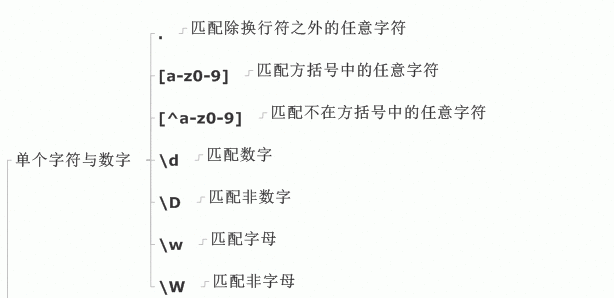 .
匹配除换行符之外的任意字符
[a-z0-9]
匹配方括号中的任意字符
[^a-z0-9]
匹配不在方括号中的任意字符
单个字符与数字
\d
匹配数字
\D
匹配非数字
\w
匹配字母
\W
匹配非字母